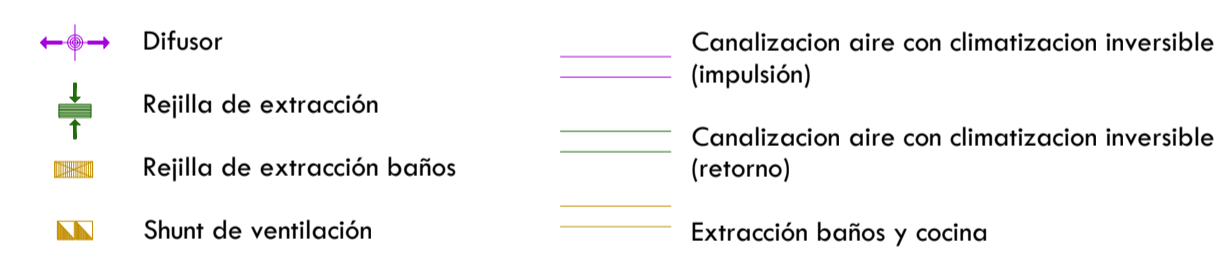 Difusor
Rejilla de extracción
Rejilla de extracción baños
Shunt de ventilación
Canalizacion aire con climatizacion inversible
(impulsión)
Canalizacion aire con climatizacion inversible
(retorno)
Extracción baños y cocina